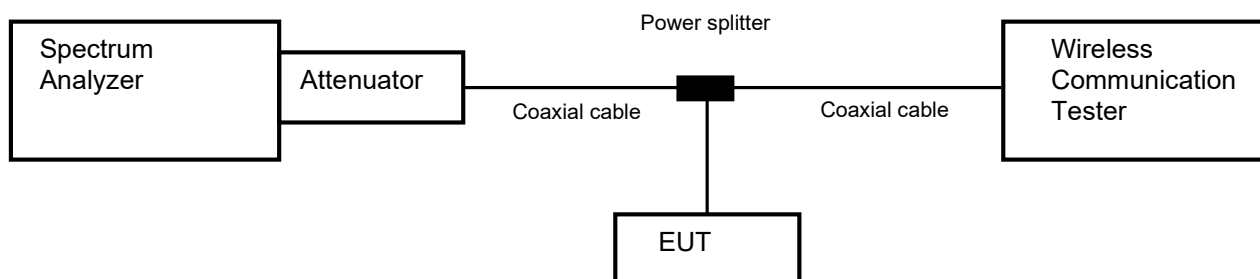 Power splitter
Spectrum
Analyzer
Attenuator
Coaxial cable
Coaxial cable
Wireless
Communication
Tester
EUT